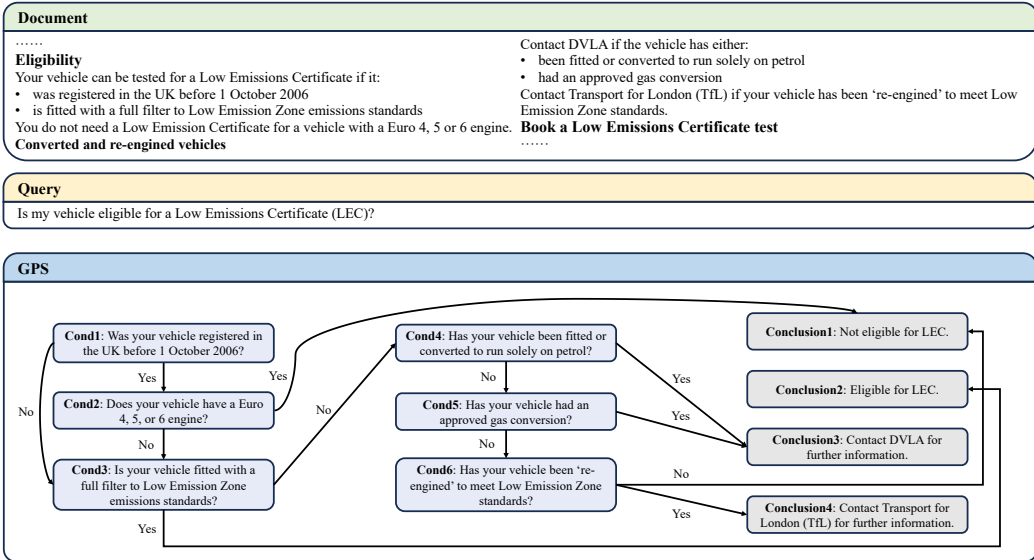 Document
……
Eligibility
Your vehicle can be tested for a Low Emissions Certificate if it:
• was registered in the UK before 1 October 2006
• is fitted with a full filter to Low Emission Zone emissions standards
You do not need a Low Emission Certificate for a vehicle with a Euro 4, 5 or 6 engine.
Converted and re-engined vehicles
Contact DVLA if the vehicle has either:
• been fitted or converted to run solely on petrol
• had an approved gas conversion
Contact Transport for London (TfL) if your vehicle has been ‘re-engined’ to meet Low
Emission Zone standards.
Book a Low Emissions Certificate test
……
Query
Is my vehicle eligible for a Low Emissions Certificate (LEC)?
GPS
Cond1: Was your vehicle registered in
the UK before 1 October 2006?
Yes
Yes
No
Cond2: Does your vehicle have a Euro
4, 5, or 6 engine?
No
No
Cond3: Is your vehicle fitted with a
full filter to Low Emission Zone
emissions standards?
Yes
Cond4: Has your vehicle been fitted or
converted to run solely on petrol?
No
Yes
Cond5: Has your vehicle had an
approved gas conversion?
Yes
No
Cond6: Has your vehicle been ‘re-
engined’ to meet Low Emission Zone
standards?
No
Yes
Conclusion1: Not eligible for LEC.
Conclusion2: Eligible for LEC.
Conclusion3: Contact DVLA for
further information.
Conclusion4: Contact Transport for
London (TfL) for further information.